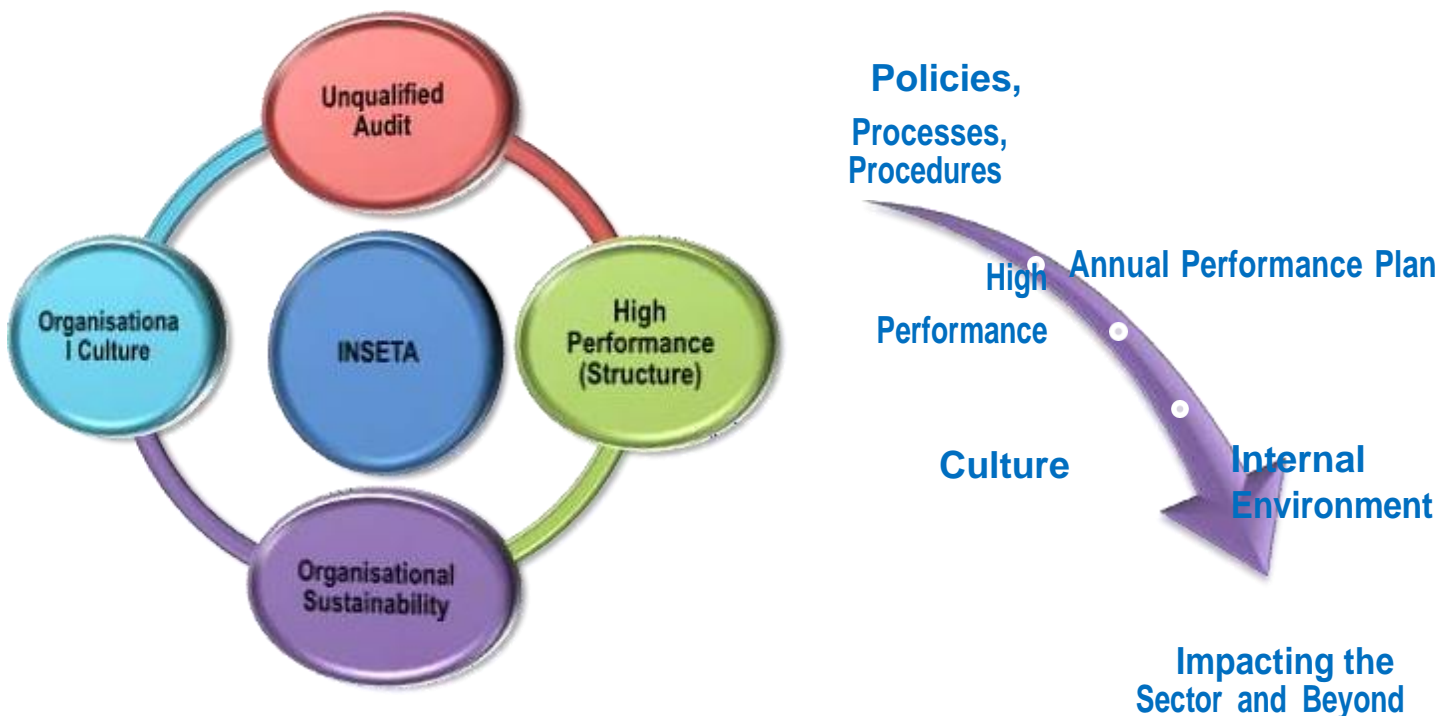 Unqualified
Audit
Organisationa
l Culture
INSETA
High
Performance
(Structure)
Organisational
Sustainability
Policies,
Processes,
Procedures
High
Performance
Annual Performance Plan
Culture
Internal
Environment
Impacting the
Sector and Beyond